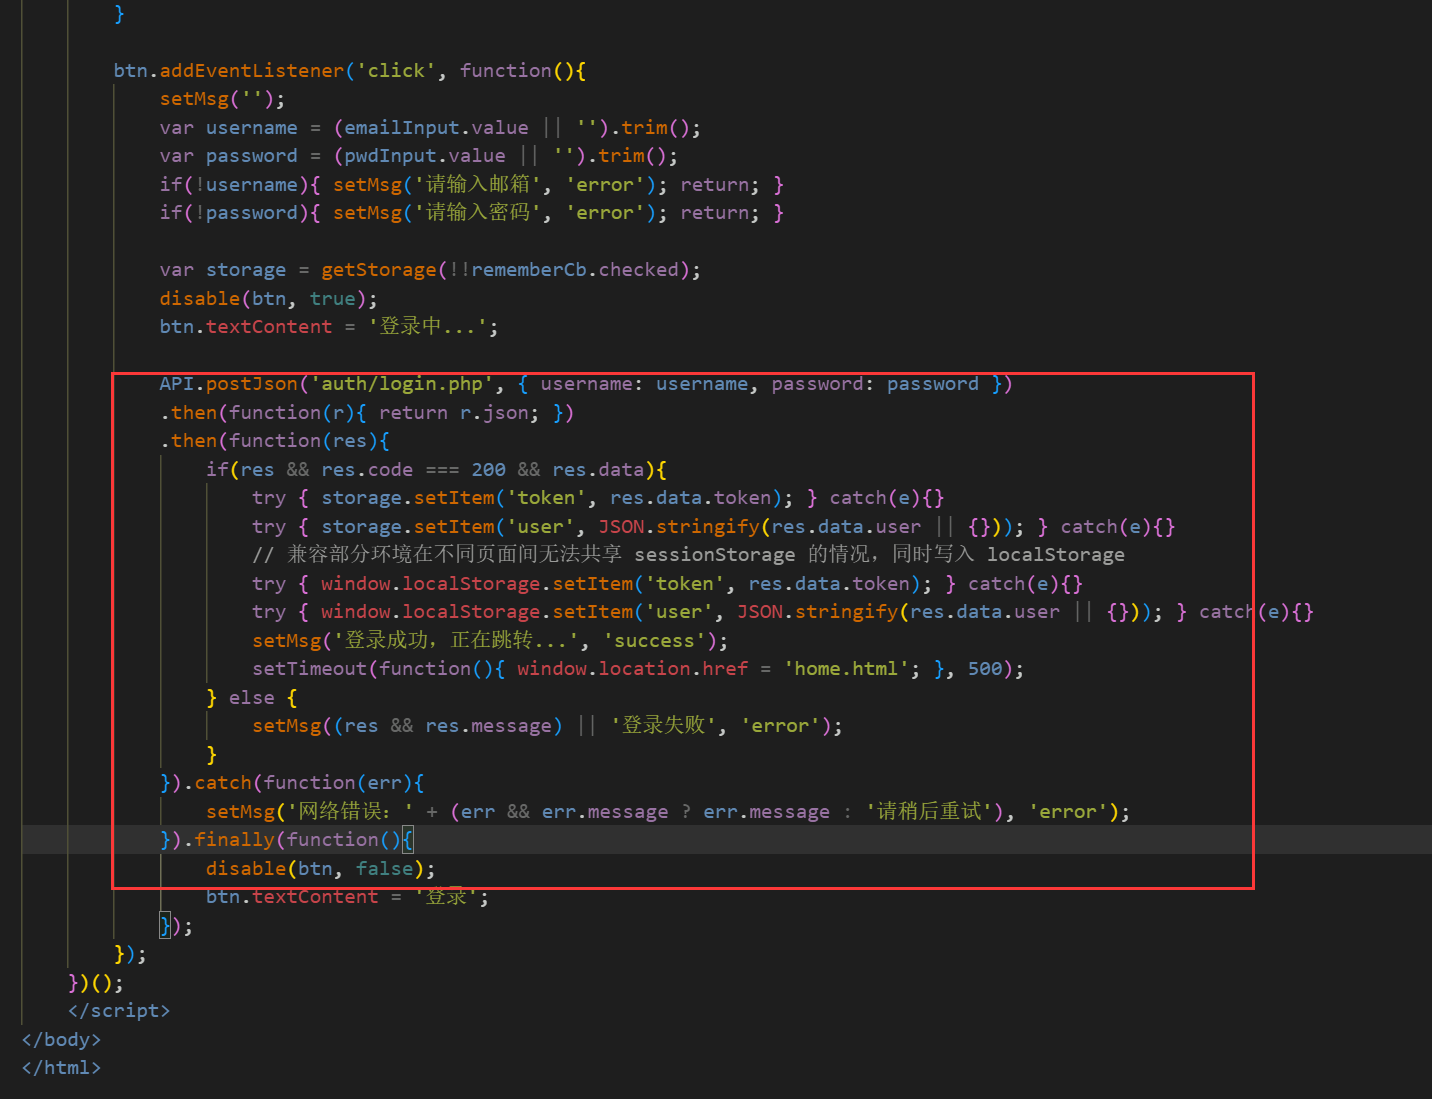 }
btn.addEventListener('click', function(){
setMsg('');
var username = (emailInput.value || '').trim();
var password = (pwdInput.value || '').trim();
if(!username){ setMsg('请输入邮箱', 'error'); return; }
if(!password){ setMsg('请输入密码', 'error'); return; }
var storage = getStorage(!!rememberCb.checked);
disable(btn, true);
btn.textContent = '登录中...';
API.postJson('auth/login.php', { username: username, password: password })
.then(function(r){ return r.json; })
.then(function(res){
if(res && res.code === 200 && res.data){
try { storage.setItem('token', res.data.token); } catch(e){}
try { storage.setItem('user', JSON.stringify(res.data.user || {})); } catch(e){}
// 兼容部分环境在不同页面间无法共享 sessionStorage 的情况，同时写入 localStorage
try { window.localStorage.setItem('token', res.data.token); } catch(e){}
try { window.localStorage.setItem('user', JSON.stringify(res.data.user || {})); } catch(e){}
setMsg('登录成功，正在跳转...', 'success');
setTimeout(function(){ window.location.href = 'home.html'; }, 500);
} else {
setMsg((res && res.message) || '登录失败', 'error');
}
}).catch(function(err){
setMsg('网络错误：' + (err && err.message ? err.message : '请稍后重试'), 'error');
}).finally(function(){
disable(btn, false);
btn.textContent = '登录';
});
});
})();
</script>
</body>
</html>